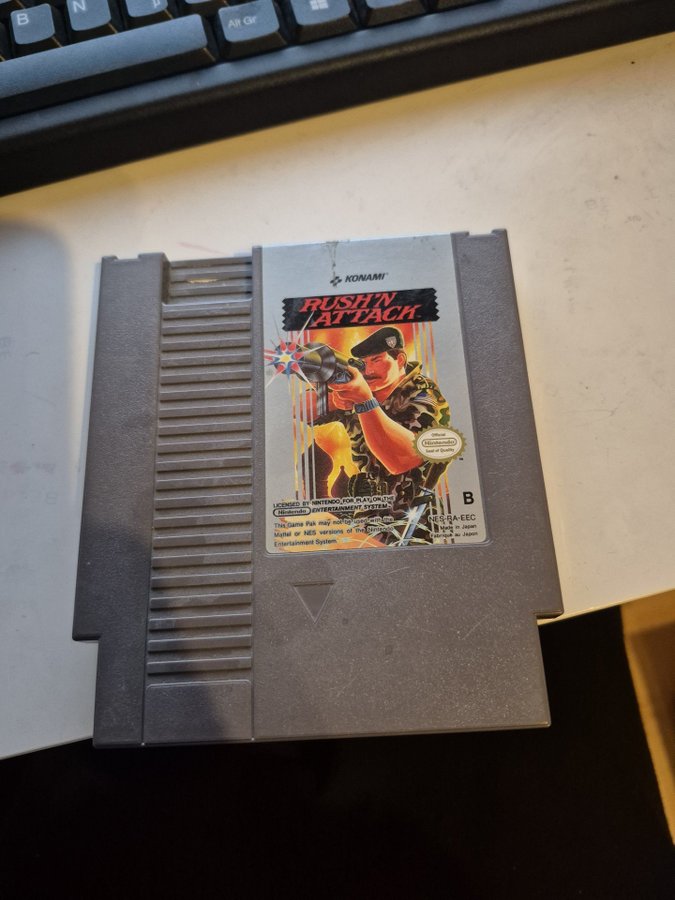 B
N
Alt Gr
KONAMI
RUSH'N
ATTACK
Official
Nintendo
Seal of Quality
TM
LICENSED BY NINTENDO FOR PLAY ON THE
Nintendo ENTERTAINMENT SYSTEM
This Game Pak may not be used with the
Mattel or NES versions of the Nintendo
Entertainment System.
B
NES-RA-EEC
Made in Japan
Fabriqué au Japon